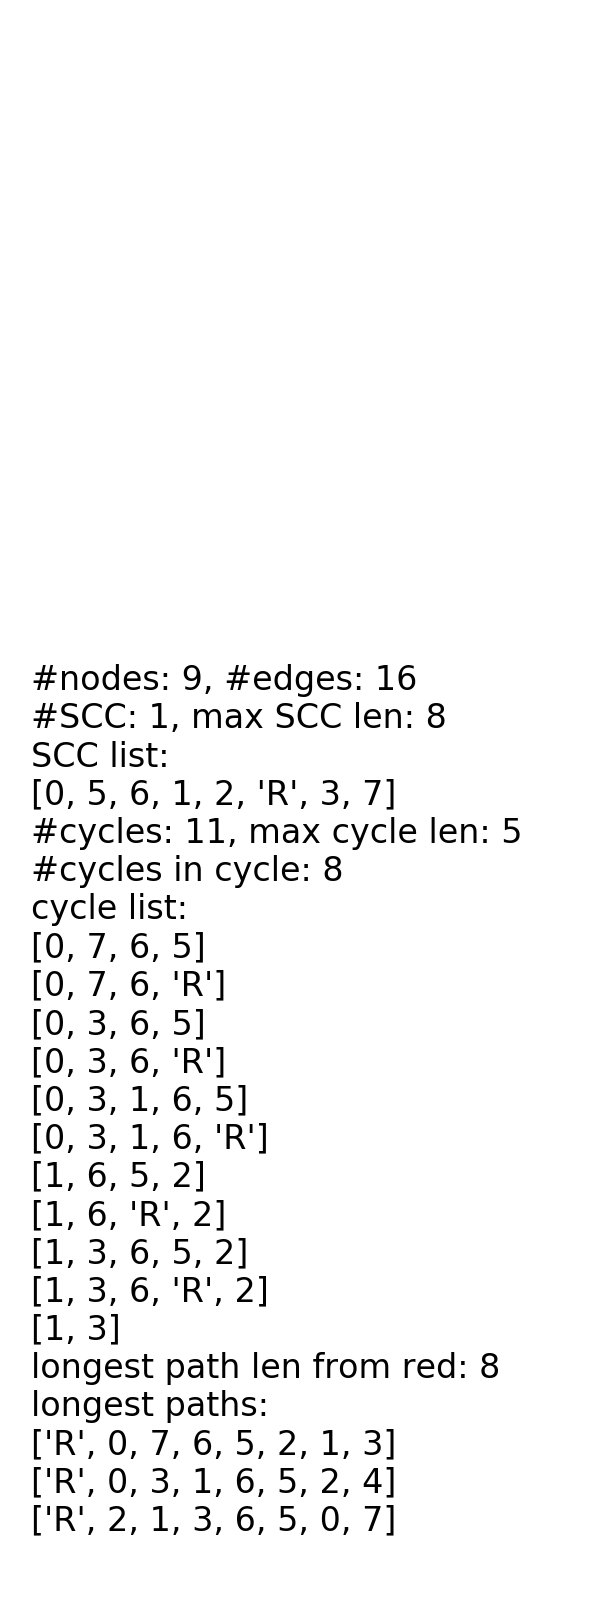 #nodes: 9, #edges: 16
#SCC: 1, max SCC len: 8
SCC list:
[0, 5, 6, 1, 2, 'R', 3, 7]
#cycles: 11, max cycle len: 5
#cycles in cycle: 8
cycle list:
[0, 7, 6, 5]
[0, 7, 6, 'R']
[0, 3, 6, 5]
[0, 3, 6, 'R']
[0, 3, 1, 6, 5]
[0, 3, 1, 6, 'R']
[1, 6, 5, 2]
[1, 6, 'R', 2]
[1, 3, 6, 5, 2]
[1, 3, 6, 'R', 2]
[1, 3]
longest path len from red: 8
longest paths:
['R', 0, 7, 6, 5, 2, 1, 3]
['R', 0, 3, 1, 6, 5, 2, 4]
['R', 2, 1, 3, 6, 5, 0, 7]